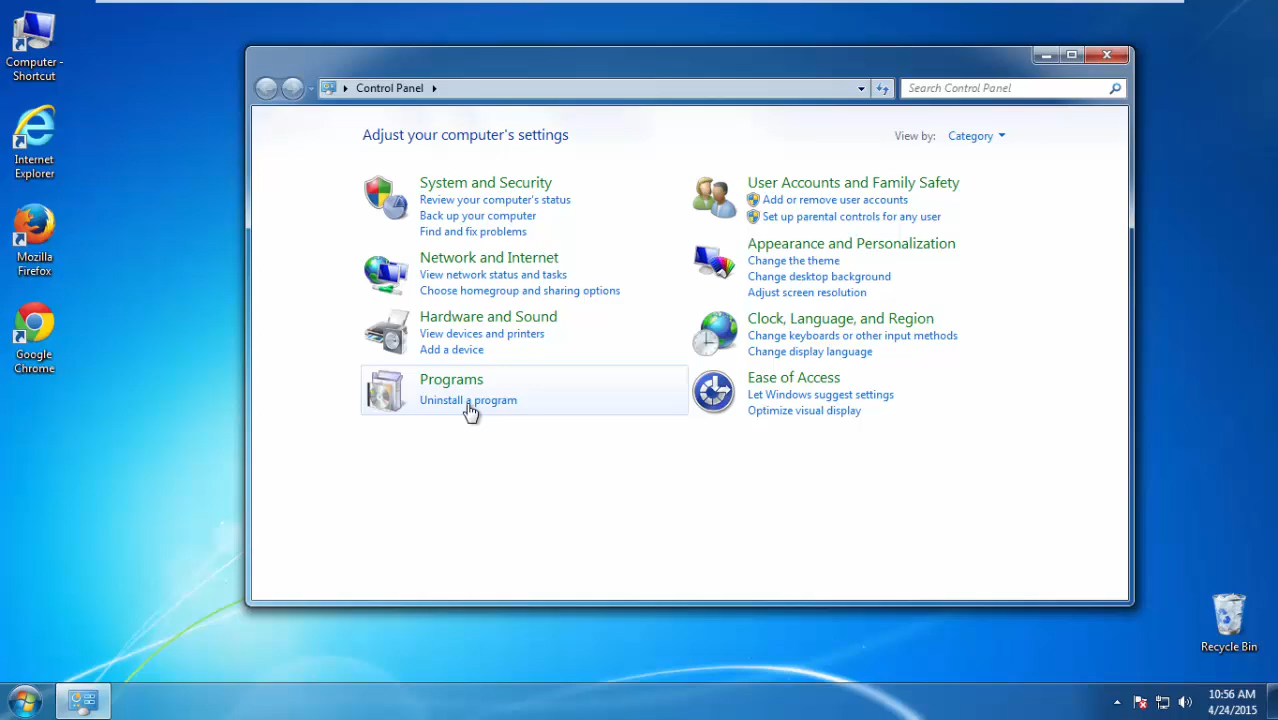 Computer -
Shortcut
Internet
Explorer
Mozilla
Firefox
Google
Chrome
Control Panel
Search Control Panel
Adjust your computer's settings
View by: Category
System and Security
Review your computer's status
Back up your computer
Find and fix problems
Network and Internet
View network status and tasks
Choose homegroup and sharing options
Hardware and Sound
View devices and printers
Add a device
Programs
Uninstall a program
User Accounts and Family Safety
Add or remove user accounts
Set up parental controls for any user
Appearance and Personalization
Change the theme
Change desktop background
Adjust screen resolution
Clock, Language, and Region
Change keyboards or other input methods
Change display language
Ease of Access
Let Windows suggest settings
Optimize visual display
Recycle Bin
10:56 AM
4/24/2015